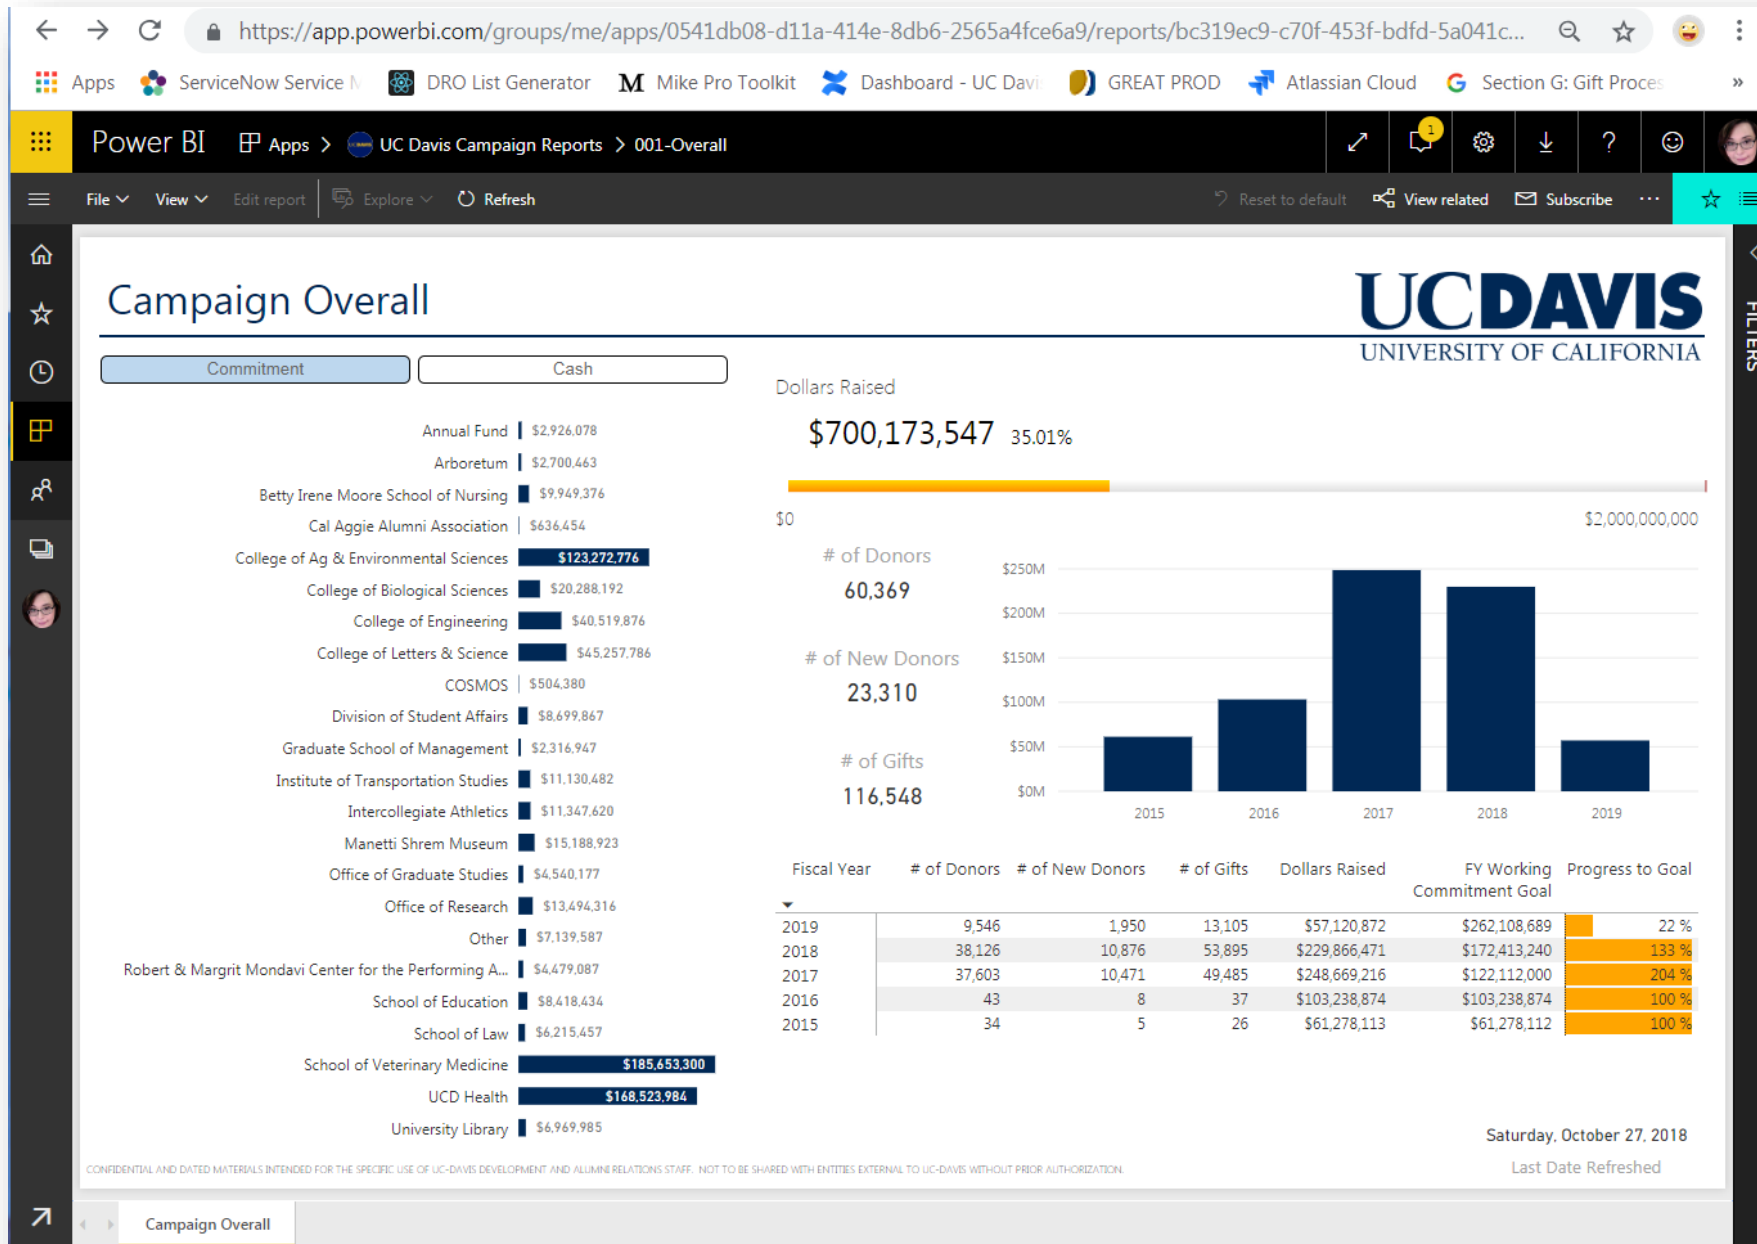 https://app.powerbi.com/groups/me/apps/0541db08-d11a-414e-8db6-2565a4fce6a9/reports/bc319ec9-c70f-453f-bdfd-5a041c...
Apps ServiceNow Service M DRO List Generator M Mike Pro Toolkit Dashboard - UC Davi GREAT PROD Atlassian Cloud G Section G: Gift Proces »
Power BI Apps > UC Davis Campaign Reports > 001-Overall 1 ?
File View Edit report Explore Refresh Reset to default View related Subscribe ...
FILTERS
Campaign Overall
UCDAVIS
UNIVERSITY OF CALIFORNIA
Commitment Cash
Annual Fund $2,926,078
Arboretum $2,700,463
Betty Irene Moore School of Nursing $9,949,376
Cal Aggie Alumni Association $636,454
College of Ag & Environmental Sciences $123,272,776
College of Biological Sciences $20,288,192
College of Engineering $40,519,876
College of Letters & Science $45,257,786
COSMOS $504,380
Division of Student Affairs $8,699,867
Graduate School of Management $2,316,947
Institute of Transportation Studies $11,130,482
Intercollegiate Athletics $11,347,620
Manetti Shrem Museum $15,188,923
Office of Graduate Studies $4,540,177
Office of Research $13,494,316
Other $7,139,587
Robert & Margrit Mondavi Center for the Performing A... $4,479,087
School of Education $8,418,434
School of Law $6,215,457
School of Veterinary Medicine $185,653,300
UCD Health $168,523,984
University Library $6,969,985
Dollars Raised
$700,173,547 35.01%
$0 $2,000,000,000
# of Donors
60,369
# of New Donors
23,310
# of Gifts
116,548
$250M
$200M
$150M
$100M
$50M
$0M
2015 2016 2017 2018 2019
Fiscal Year # of Donors # of New Donors # of Gifts Dollars Raised FY Working Progress to Goal
Commitment Goal
2019 9,546 1,950 13,105 $57,120,872 $262,108,689 22 %
2018 38,126 10,876 53,895 $229,866,471 $172,413,240 133 %
2017 37,603 10,471 49,485 $248,669,216 $122,112,000 204 %
2016 43 8 37 $103,238,874 $103,238,874 100 %
2015 34 5 26 $61,278,113 $61,278,112 100 %
Saturday, October 27, 2018
Last Date Refreshed
CONFIDENTIAL AND DATED MATERIALS INTENDED FOR THE SPECIFIC USE OF UC-DAVIS DEVELOPMENT AND ALUMNI RELATIONS STAFF. NOT TO BE SHARED WITH ENTITIES EXTERNAL TO UC-DAVIS WITHOUT PRIOR AUTHORIZATION.
Campaign Overall